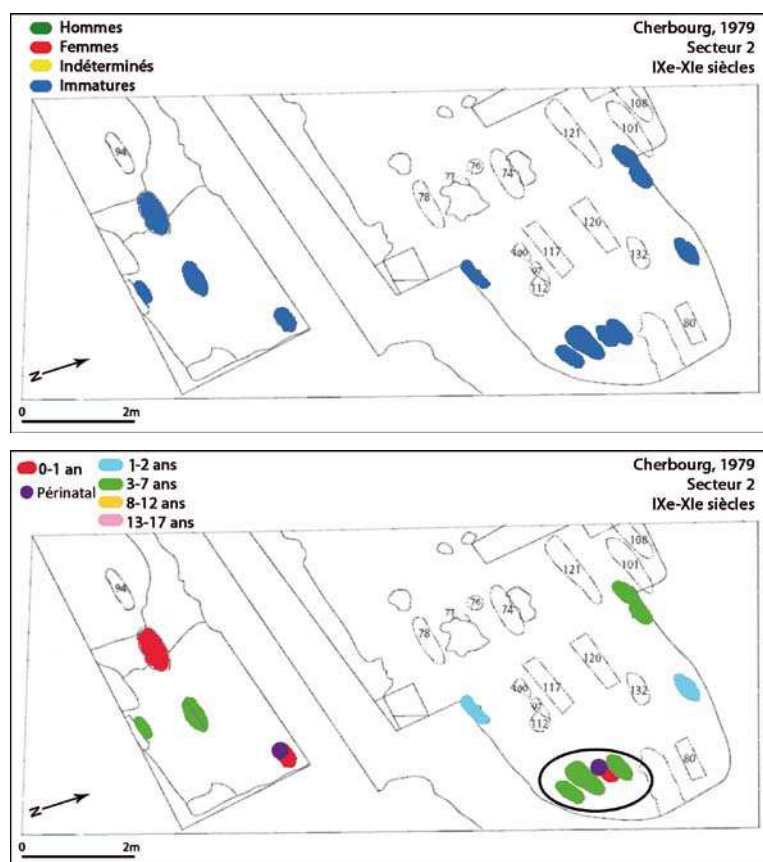 Hommes
Femmes
Indéterminés
Immatures
Cherbourg, 1979
Secteur 2
IXe-XIe siècles
108
101
121
94
76
77
74
78
120
117
132
97
112
80
N
0 2m
0-1 an
Périnatal
1-2 ans
3-7 ans
8-12 ans
13-17 ans
Cherbourg, 1979
Secteur 2
IXe-XIe siècles
108
101
121
94
76
77
74
78
120
117
132
97
112
80
N
0 2m